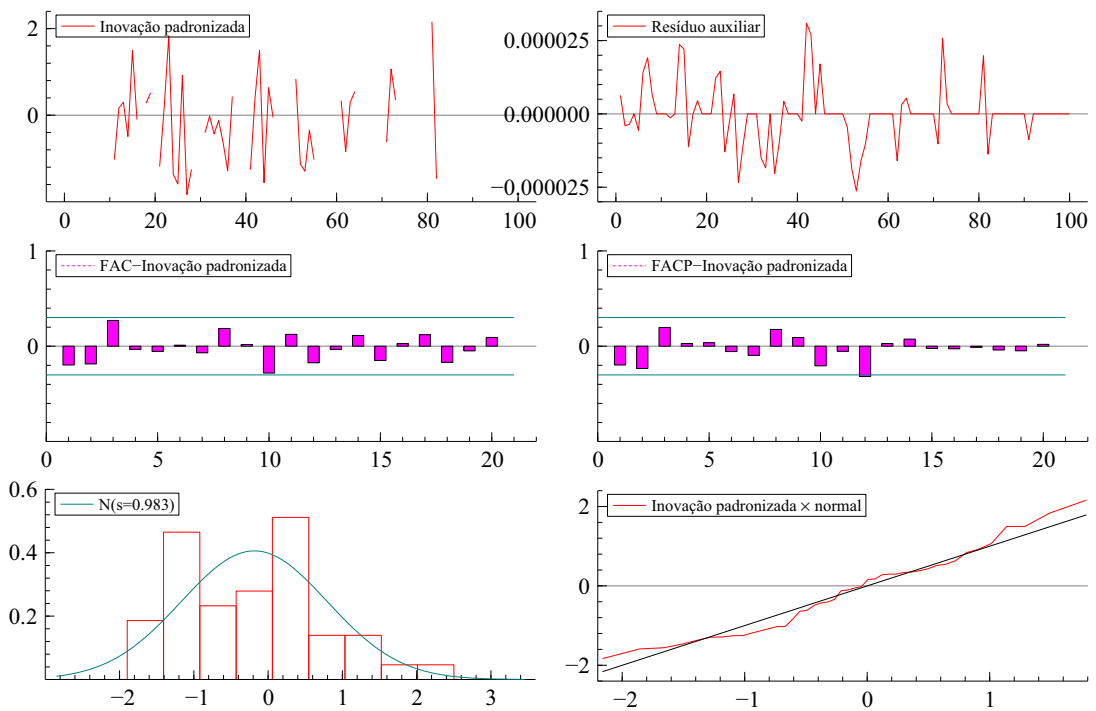 Inovação padronizada
2
0
0 20 40 60 80 100
Resíduo auxiliar
0.000025
0.000000
−0.000025
0 20 40 60 80 100
FAC−Inovação padronizada
1
0
0 5 10 15 20
FACP−Inovação padronizada
1
0
0 5 10 15 20
N(s=0.983)
0.6
0.4
0.2
−2 −1 0 1 2 3
Inovação padronizada × normal
2
0
−2
−2 −1 0 1